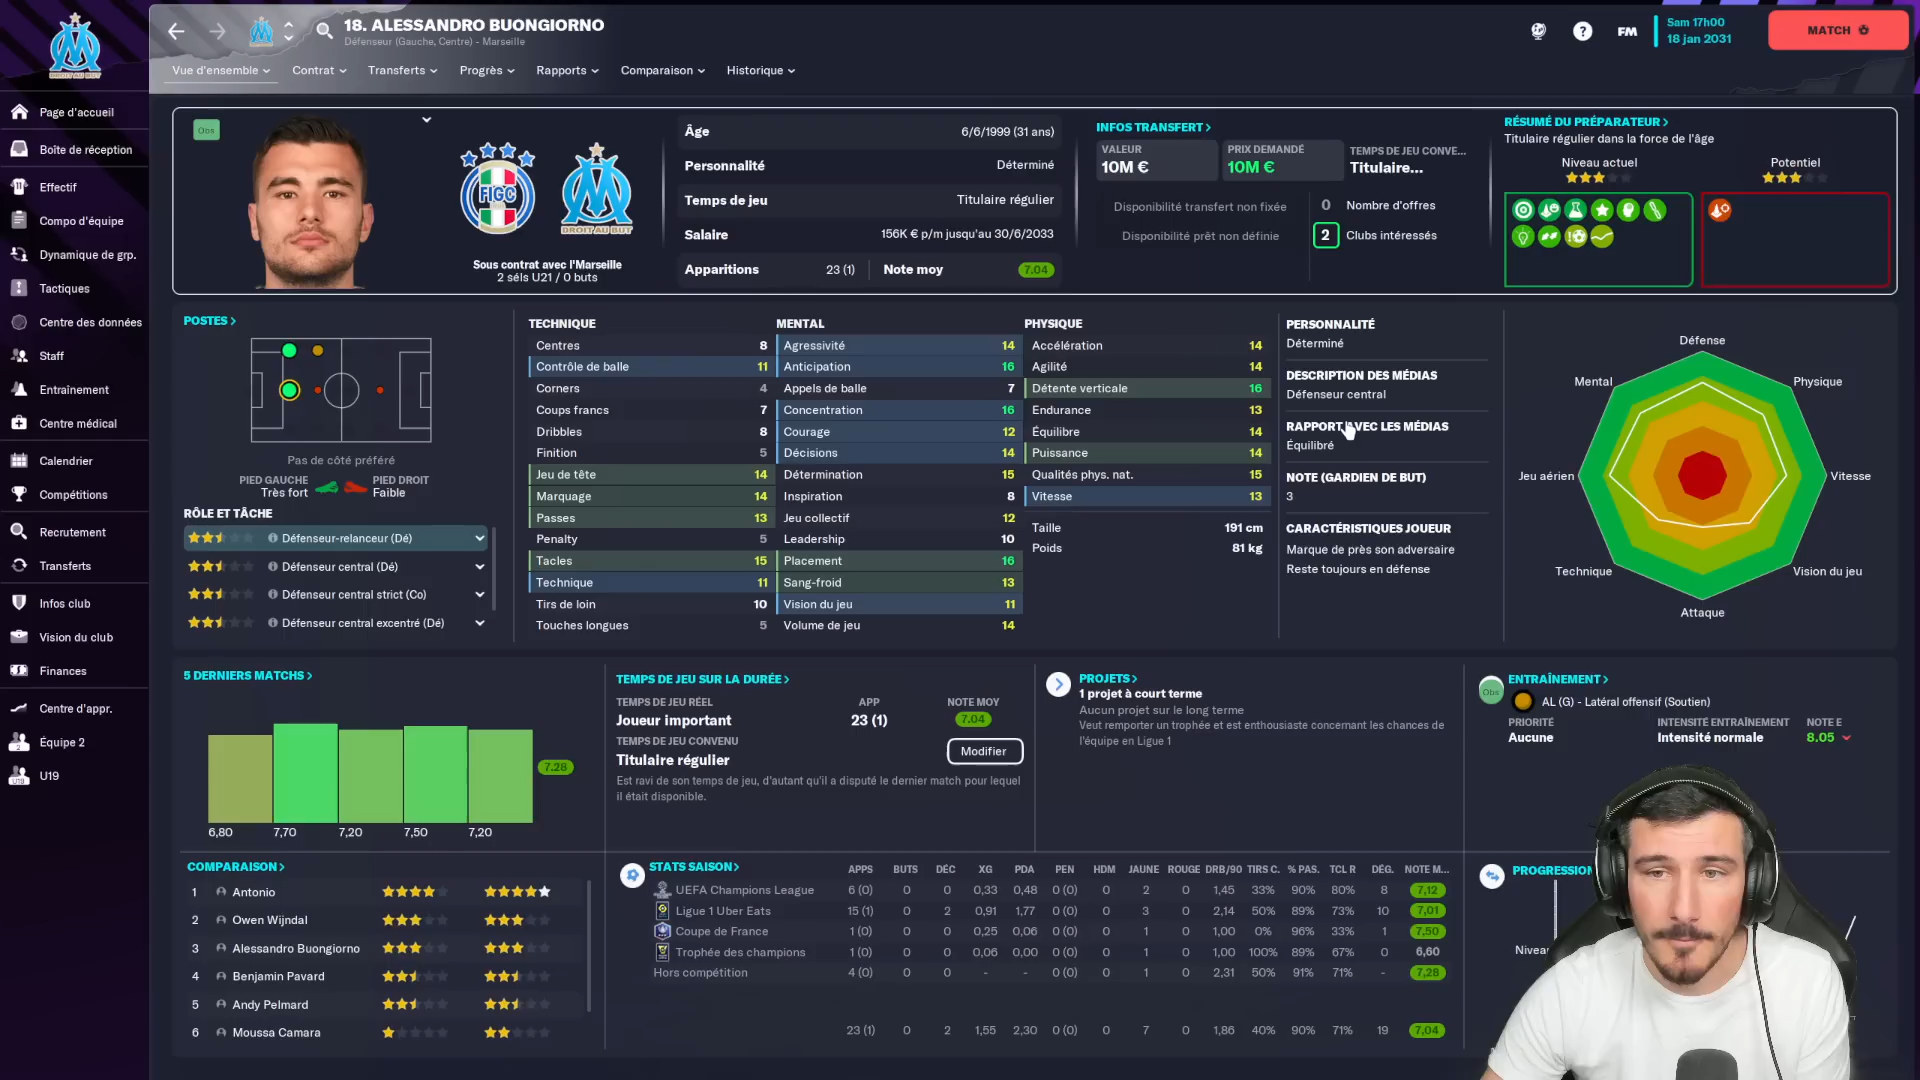 18. ALESSANDRO BUONGIORNO
Défenseur (Gauche, Centre) - Marseille
FM
Sam 17h00
18 jan 2031
MATCH
DROIT AU BUT
Vue d'ensemble
Contrat
Transferts
Progrès
Rapports
Comparaison
Historique
Page d'accueil
Boîte de réception
Effectif
Compo d'équipe
Dynamique de grp.
Tactiques
Centre des données
Staff
Entraînement
Centre médical
Calendrier
Compétitions
Recrutement
Transferts
Infos club
Vision du club
Finances
Centre d'appr.
Équipe 2
U19
Obs
FIGC
DROIT AU BUT
Sous contrat avec l'Marseille
2 séls U21 / 0 buts
Âge 6/6/1999 (31 ans)
Personnalité Déterminé
Temps de jeu Titulaire régulier
Salaire 156K € p/m jusqu'au 30/6/2033
Apparitions 23 (1) Note moy 7.04
INFOS TRANSFERT
VALEUR
10M €
PRIX DEMANDÉ
10M €
TEMPS DE JEU CONVE...
Titulaire...
Disponibilité transfert non fixée
Disponibilité prêt non définie
0 Nombre d'offres
2 Clubs intéressés
RÉSUMÉ DU PRÉPARATEUR
Titulaire régulier dans la force de l'âge
Niveau actuel
Potentiel
POSTES
Pas de côté préféré
PIED GAUCHE
Très fort
PIED DROIT
Faible
RÔLE ET TÂCHE
Défenseur-relanceur (Dé)
Défenseur central (Dé)
Défenseur central strict (Co)
Défenseur central excentré (Dé)
TECHNIQUE
Centres 8
Contrôle de balle 11
Corners 4
Coups francs 7
Dribbles 8
Finition 5
Jeu de tête 14
Marquage 14
Passes 13
Penalty 5
Tacles 15
Technique 11
Tirs de loin 10
Touches longues 5
MENTAL
Agressivité 14
Anticipation 16
Appels de balle 7
Concentration 16
Courage 12
Décisions 14
Détermination 15
Inspiration 8
Jeu collectif 12
Leadership 10
Placement 16
Sang-froid 13
Vision du jeu 11
Volume de jeu 14
PHYSIQUE
Accélération 14
Agilité 14
Détente verticale 16
Endurance 13
Équilibre 14
Puissance 14
Qualités phys. nat. 15
Vitesse 13
Taille 191 cm
Poids 81 kg
PERSONNALITÉ
Déterminé
DESCRIPTION DES MÉDIAS
Défenseur central
RAPPORT AVEC LES MÉDIAS
Équilibré
NOTE (GARDIEN DE BUT)
3
CARACTÉRISTIQUES JOUEUR
Marque de près son adversaire
Reste toujours en défense
Défense
Physique
Vitesse
Vision du jeu
Attaque
Technique
Jeu aérien
Mental
5 DERNIERS MATCHS
7.28
6,80 7,70 7,20 7,50 7,20
TEMPS DE JEU SUR LA DURÉE
TEMPS DE JEU RÉEL APP NOTE MOY
Joueur important 23 (1) 7.04
TEMPS DE JEU CONVENU
Titulaire régulier
Modifier
Est ravi de son temps de jeu, d'autant qu'il a disputé le dernier match pour lequel
il était disponible.
PROJETS
1 projet à court terme
Aucun projet sur le long terme
Veut remporter un trophée et est enthousiaste concernant les chances de
l'équipe en Ligue 1
ENTRAÎNEMENT
Obs
AL (G) - Latéral offensif (Soutien)
PRIORITÉ
Aucune
INTENSITÉ ENTRAÎNEMENT
Intensité normale
NOTE E
8.05
COMPARAISON
1 Antonio
2 Owen Wijndal
3 Alessandro Buongiorno
4 Benjamin Pavard
5 Andy Pelmard
6 Moussa Camara
STATS SAISON APPS BUTS DÉC XG PDA PEN HDM JAUNE ROUGE DRB/90 TIRS C. % PAS. TCL R DÉG. NOTE M...
UEFA Champions League 6 (0) 0 0 0,33 0,48 0 (0) 0 2 0 1,45 33% 90% 80% 8 7,12
Ligue 1 Uber Eats 15 (1) 0 2 0,91 1,77 0 (0) 0 3 0 2,14 50% 89% 73% 10 7,01
Coupe de France 1 (0) 0 0 0,25 0,06 0 (0) 0 1 0 1,00 0% 96% 33% 1 7,50
Trophée des champions 1 (0) 0 0 0,06 0,00 0 (0) 0 1 0 1,00 100% 89% 67% 0 6,60
Hors compétition 4 (0) 0 0 - - 0 (0) 0 1 0 2,31 50% 91% 71% - 7,28
23 (1) 0 2 1,55 2,30 0 (0) 0 7 0 1,86 40% 90% 71% 19 7,04
PROGRESSION
Niveau